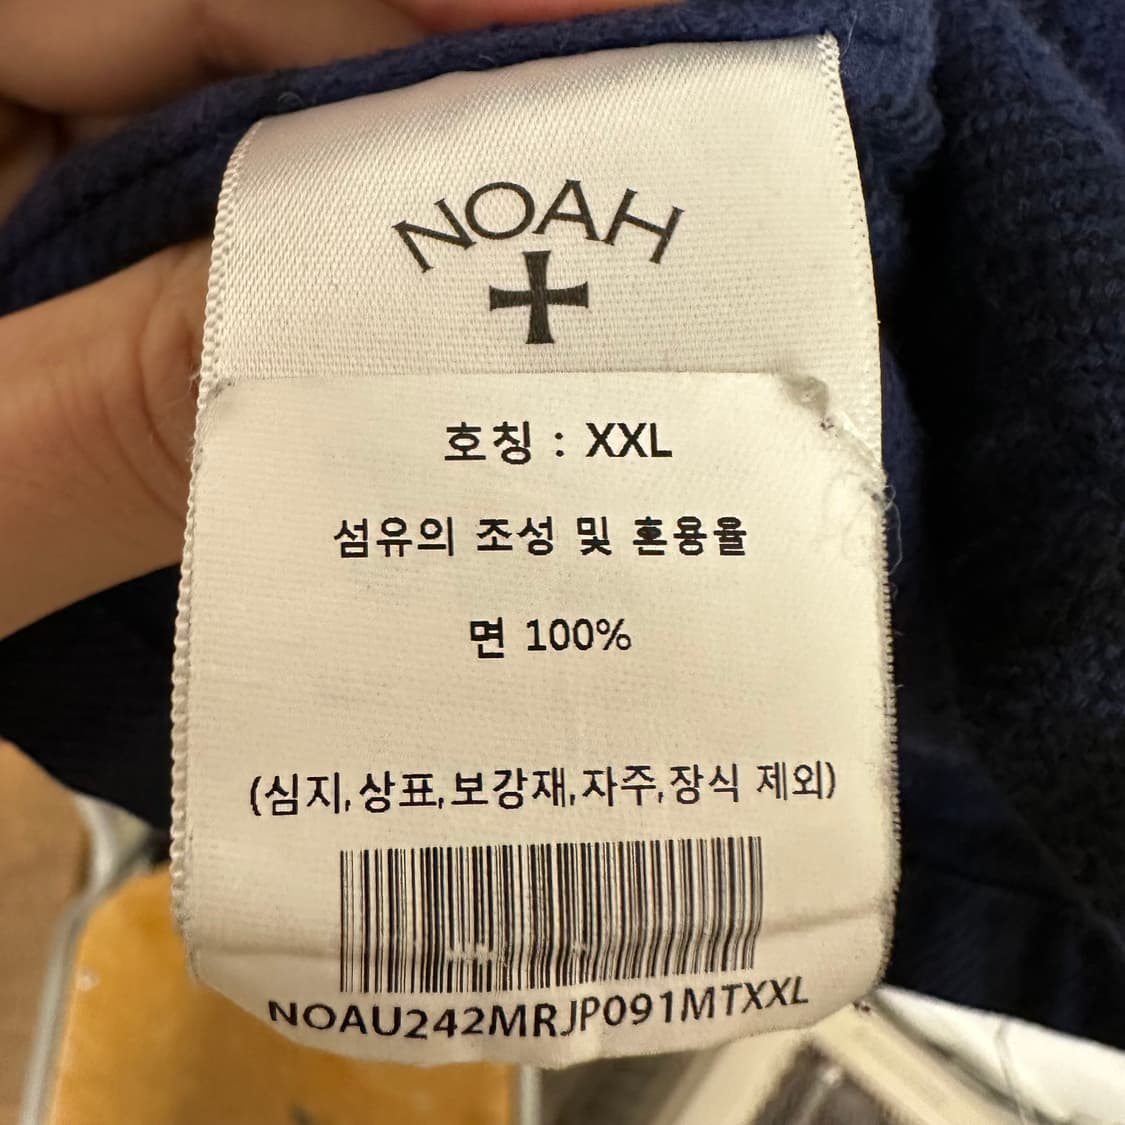 NOAH
호칭 : XXL
섬유의 조성 및 혼용율
면 100%
(심지,상표,보강재,자주,장식 제외)
NOAU242MRJP091MTXXL